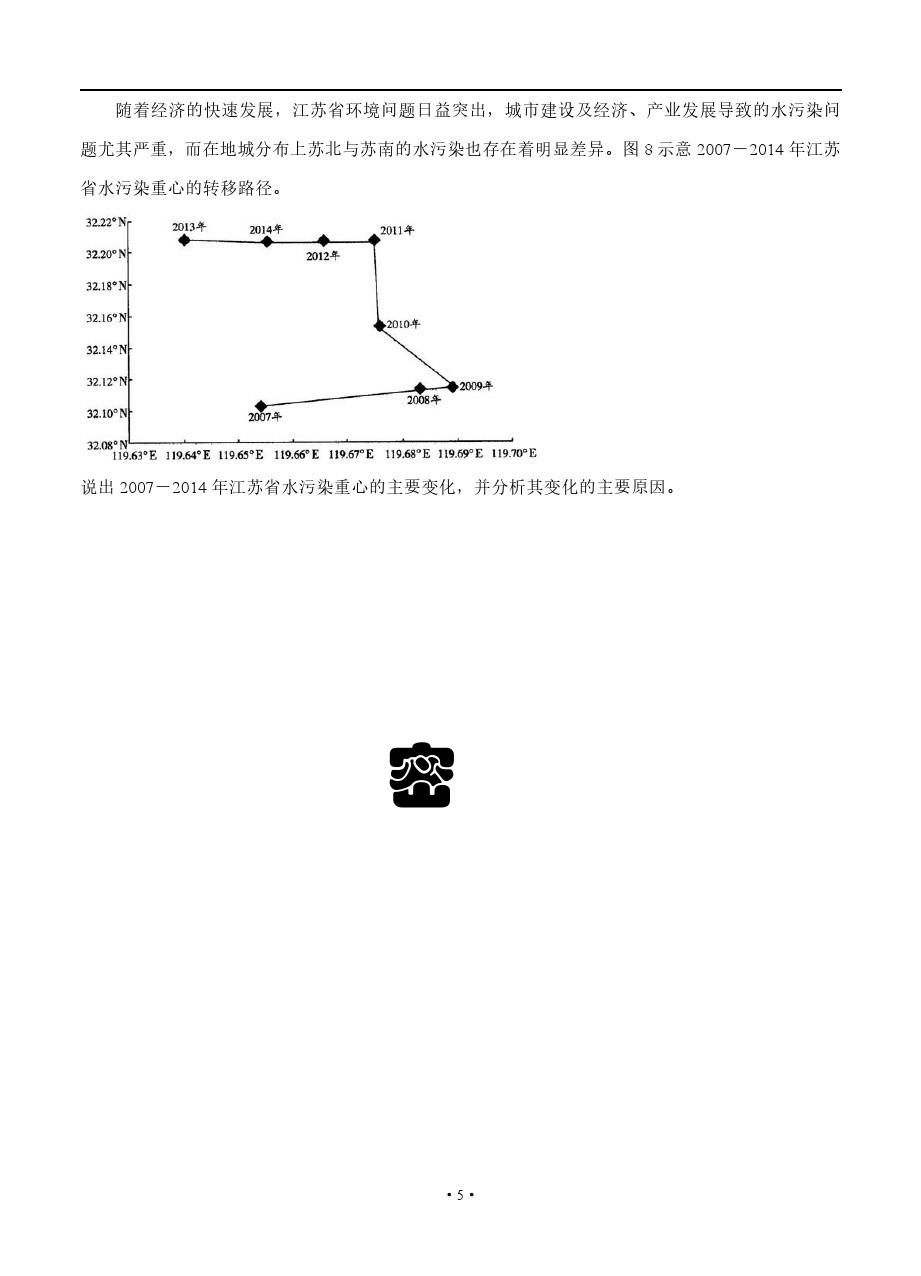 随着经济的快速发展，江苏省环境问题日益突出，城市建设及经济、产业发展导致的水污染问
题尤其严重，而在地城分布上苏北与苏南的水污染也存在着明显差异。图 8 示意 2007－2014 年江苏
省水污染重心的转移路径。
32.22°N
2013年
2014年
2011年
32.20°N
2012年
32.18°N
32.16°N
2010年
32.14°N
32.12°N
2009年
2008年
32.10°N
2007年
32.08°N
119.63°E 119.64°E 119.65°E 119.66°E 119.67°E 119.68°E 119.69°E 119.70°E
说出 2007－2014 年江苏省水污染重心的主要变化，并分析其变化的主要原因。
·5·